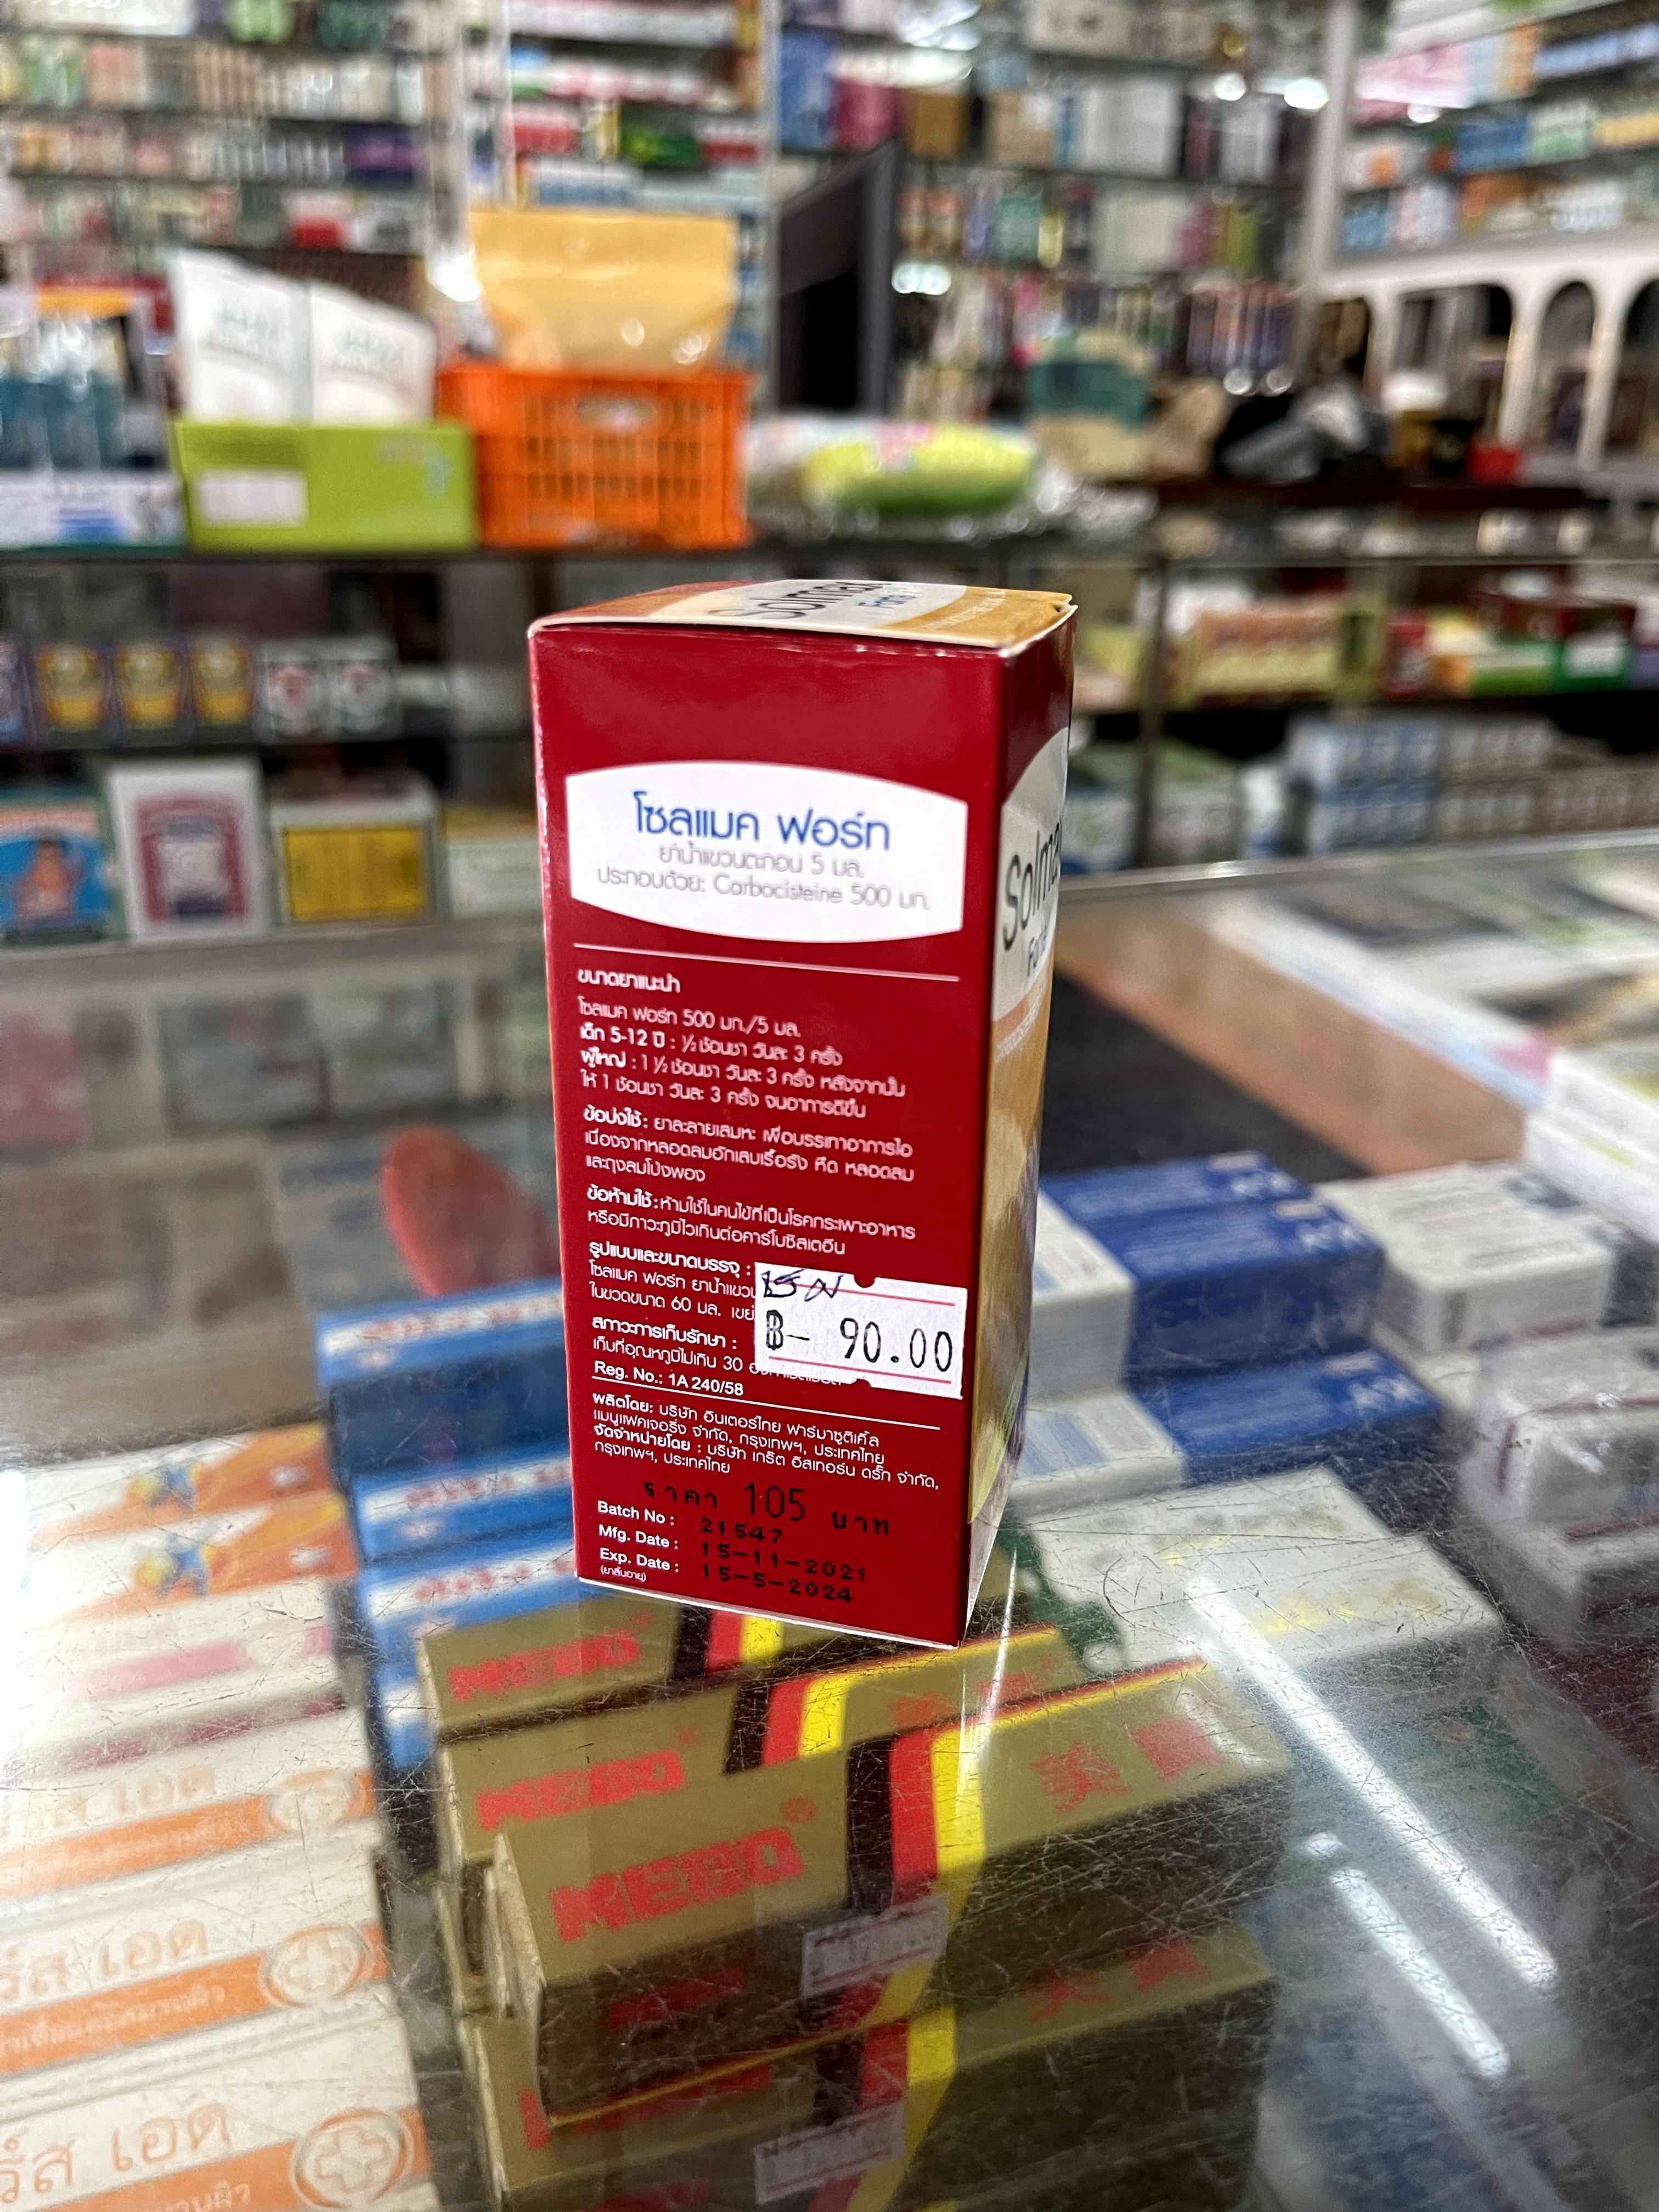 Forte
โซลแมค ฟอร์ท
ยาน้ำแขวนตะกอน 5 มล.
ประกอบด้วย: Carbocisteine 500 มก.
Forte
ขนาดยาแนะนำ
โซลแมค ฟอร์ท 500 มก./5 มล.
เด็ก 5-12 ปี : ½ ช้อนชา วันละ 3 ครั้ง
ผู้ใหญ่ : 1 ½ ช้อนชา วันละ 3 ครั้ง หลังจากนั้น
ให้ 1 ช้อนชา วันละ 3 ครั้ง จนอาการดีขึ้น
ข้อบ่งใช้: ยาละลายเสมหะ เพื่อบรรเทาอาการไอ
เนื่องจากหลอดลมอักเสบเรื้อรัง หืด หลอดลม
และถุงลมโป่งพอง
ข้อห้ามใช้: ห้ามใช้ในคนไข้ที่เป็นโรคกระเพาะอาหาร
หรือมีภาวะภูมิไวเกินต่อคาร์โบซิสเตอีน
รูปแบบและขนาดบรรจุ :
โซลแมค ฟอร์ท ยาน้ำแขว
ในขวดขนาด 60 มล.
฿- 90.00
สภาวะการเก็บรักษา :
เก็บที่อุณหภูมิไม่เกิน 30
Reg. No.: 1A 240/58
ผลิตโดย: บริษัท อินเตอร์ไทย ฟาร์มาซูติเคิ้ล
แมนูแฟคเจอริ่ง จำกัด, กรุงเทพฯ, ประเทศไทย
จัดจำหน่ายโดย : บริษัท เกร๊ต อีสเทอร์น ดรั๊ก จำกัด,
กรุงเทพฯ, ประเทศไทย
ราคา 105 บาท
Batch No : 21547
Mfg. Date : 15-11-2021
Exp. Date : 15-5-2024
(ยาสิ้นอายุ)
MEBO
MEBO
MEBO